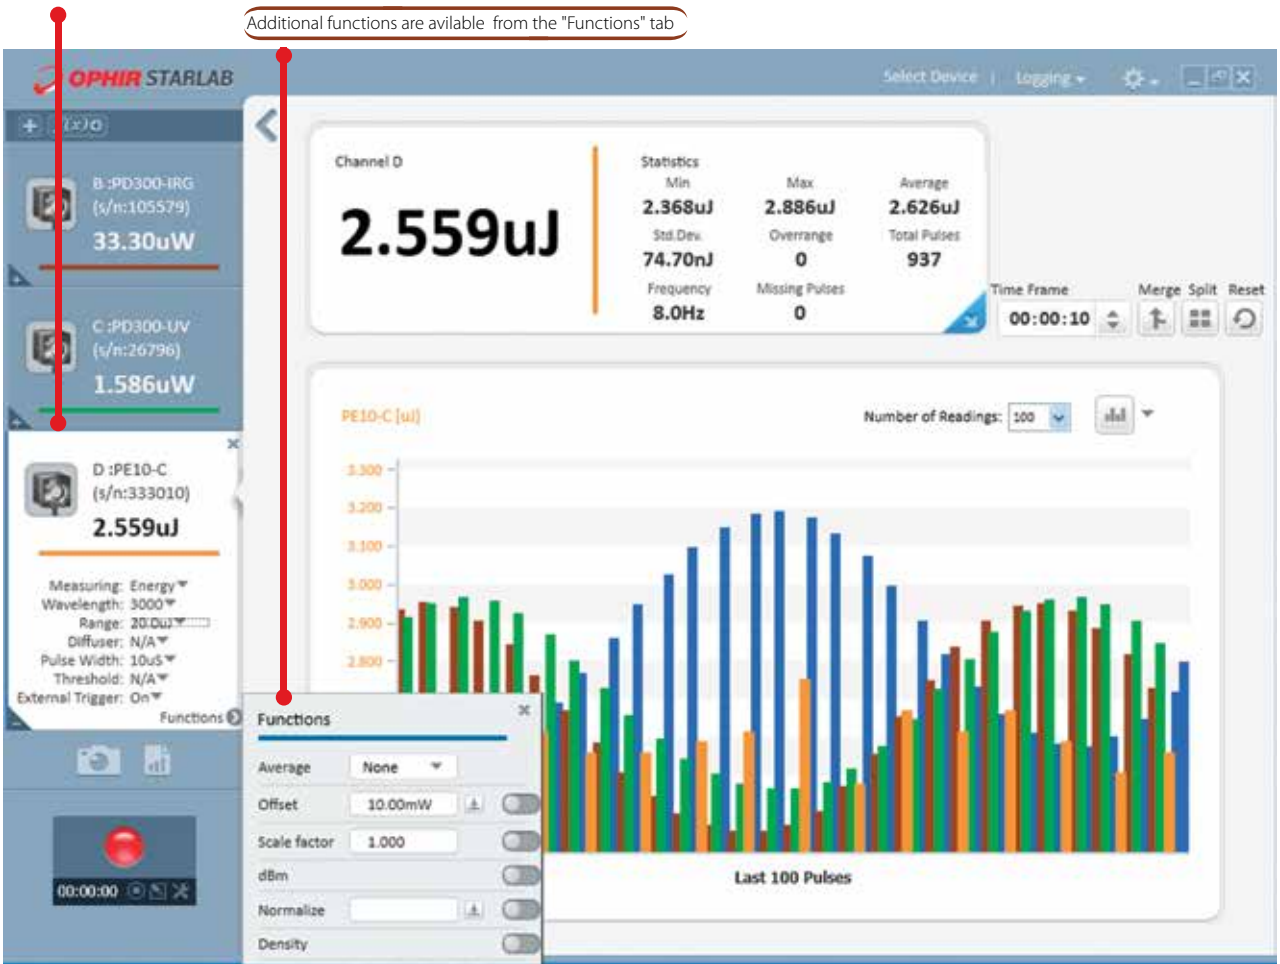 Additional functions are avilable from the "Functions" tab
OPHIR STARLAB
Select Device | Logging
+ f(x)
B :PD300-IRG
(s/n:105579)
33.30uW
C :PD300-UV
(s/n:26796)
1.586uW
D :PE10-C
(s/n:333010)
2.559uJ
Measuring: Energy
Wavelength: 3000
Range: 20.0uJ
Diffuser: N/A
Pulse Width: 10uS
Threshold: N/A
External Trigger: On
Functions
00:00:00
Channel D
2.559uJ
Statistics
Min Max Average
2.368uJ 2.886uJ 2.626uJ
Std.Dev. Overrange Total Pulses
74.70nJ 0 937
Frequency Missing Pulses
8.0Hz 0
Time Frame Merge Split Reset
00:00:10
PE10-C [uJ]
Number of Readings: 100
3.300
3.200
3.100
3.000
2.900
2.800
Last 100 Pulses
Functions
Average None
Offset 10.00mW
Scale factor 1.000
dBm
Normalize
Density